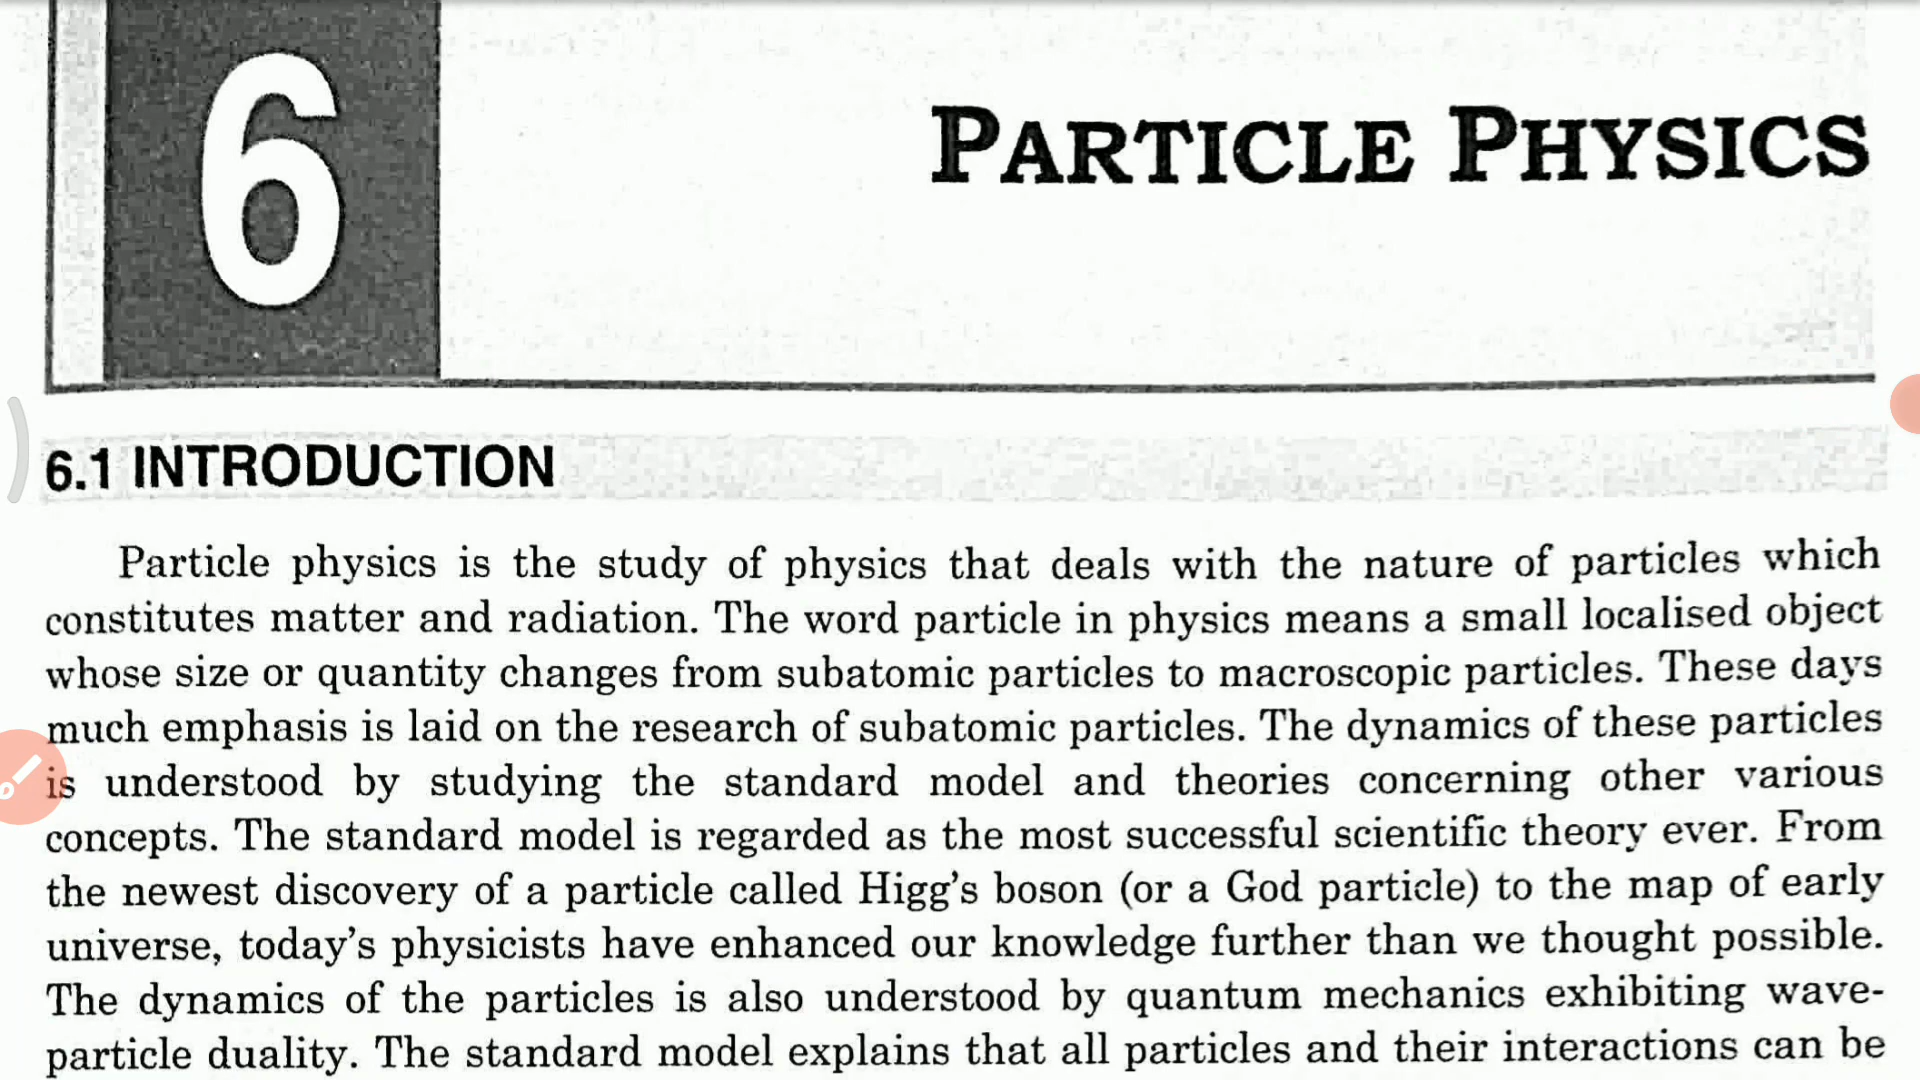 6
PARTICLE PHYSICS
6.1 INTRODUCTION
Particle physics is the study of physics that deals with the nature of particles which
constitutes matter and radiation. The word particle in physics means a small localised object
whose size or quantity changes from subatomic particles to macroscopic particles. These days
much emphasis is laid on the research of subatomic particles. The dynamics of these particles
is understood by studying the standard model and theories concerning other various
concepts. The standard model is regarded as the most successful scientific theory ever. From
the newest discovery of a particle called Higg's boson (or a God particle) to the map of early
universe, today's physicists have enhanced our knowledge further than we thought possible.
The dynamics of the particles is also understood by quantum mechanics exhibiting wave-
particle duality. The standard model explains that all particles and their interactions can be